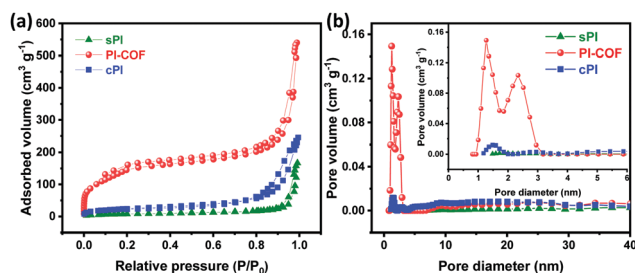 (a)
sPI
PI-COF
cPI
Adsorbed volume (cm³ g⁻¹)
600
500
400
300
200
100
0
0.0 0.2 0.4 0.6 0.8 1.0
Relative pressure (P/P₀)
(b)
sPI
PI-COF
cPI
Pore volume (cm³ g⁻¹)
0.16
0.12
0.08
0.04
0.00
0 5 10 15 20 25 30 35 40
Pore diameter (nm)
Pore volume (cm³ g⁻¹)
0.16
0.12
0.08
0.04
0.00
0 1 2 3 4 5 6
Pore diameter (nm)